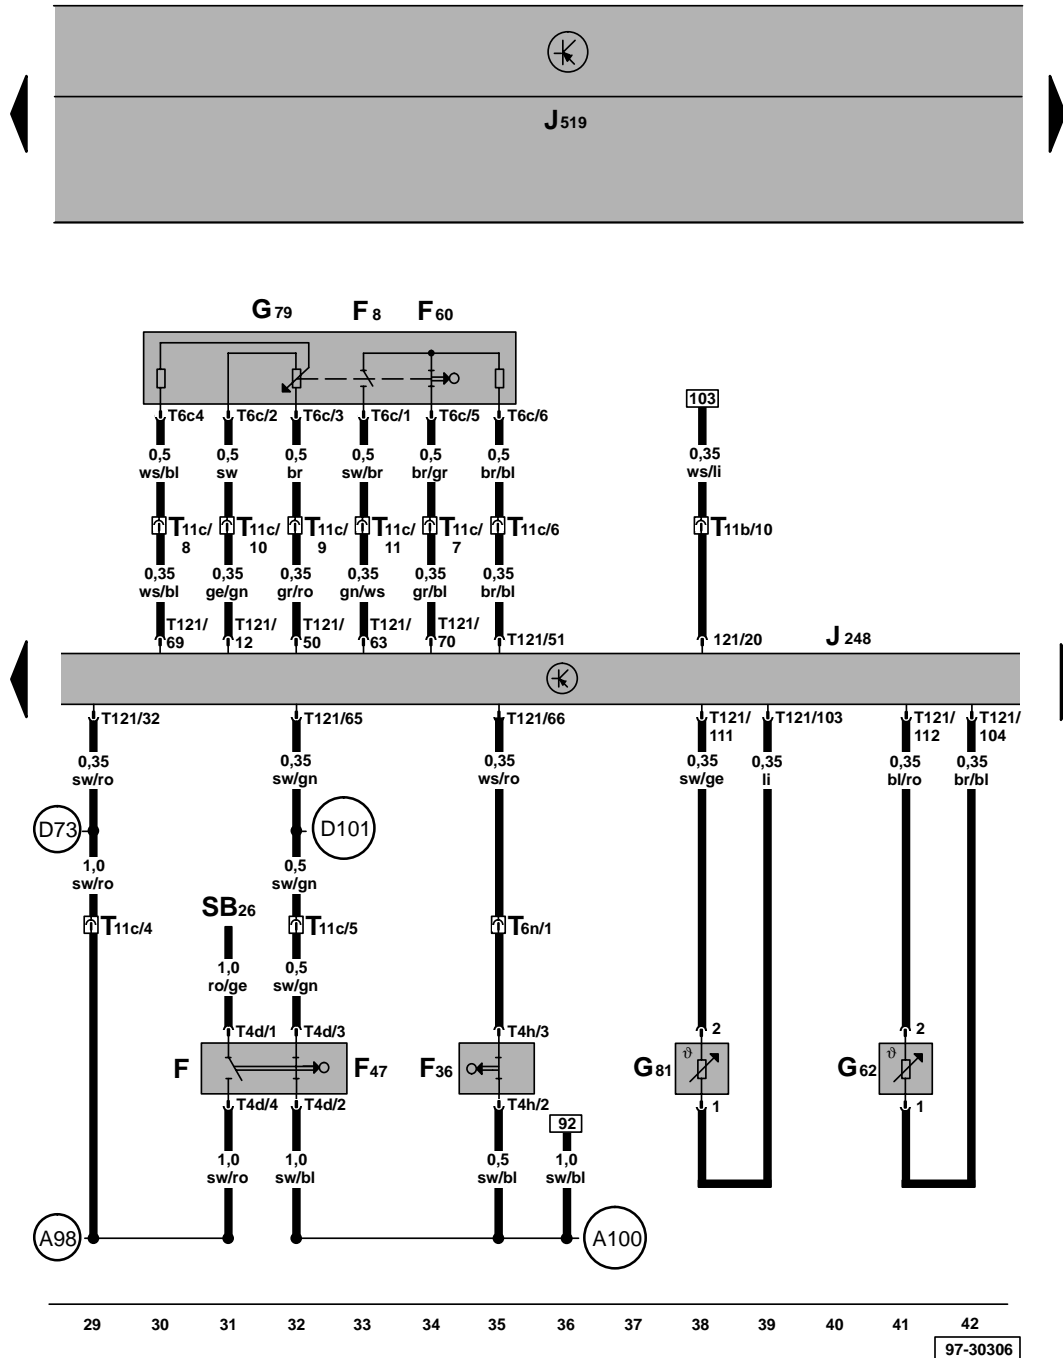 J 519
G 79 F 8 F 60
T6c4 T6c/2 T6c/3 T6c/1 T6c/5 T6c/6
103
0,5 0,5 0,5 0,5 0,5 0,5 0,35
ws/bl sw br sw/br br/gr br/bl ws/li
T11c/ T11c/ T11c/ T11c/ T11c/ T11c/6 T11b/10
8 10 9 11 7
0,35 0,35 0,35 0,35 0,35 0,35
ws/bl ge/gn gr/ro gn/ws gr/bl br/bl
T121/ T121/ T121/ T121/ T121/ T121/51 121/20 J 248
69 12 50 63 70
T121/32 T121/65 T121/66 T121/ T121/103 T121/ T121/
111 112 104
0,35 0,35 0,35 0,35 0,35 0,35 0,35
sw/ro sw/gn ws/ro sw/ge li bl/ro br/bl
D73 D101
1,0 0,5
sw/ro sw/gn
SB26
T11c/4 T11c/5 T6n/1
1,0 0,5
ro/ge sw/gn
T4d/1 T4d/3 T4h/3 2 2
F F47 F36 G81 ϑ G62 ϑ
T4d/4 T4d/2 T4h/2 1 1
92
1,0 1,0 0,5 1,0
sw/ro sw/bl sw/bl sw/bl
A98 A100
29 30 31 32 33 34 35 36 37 38 39 40 41 42
97-30306